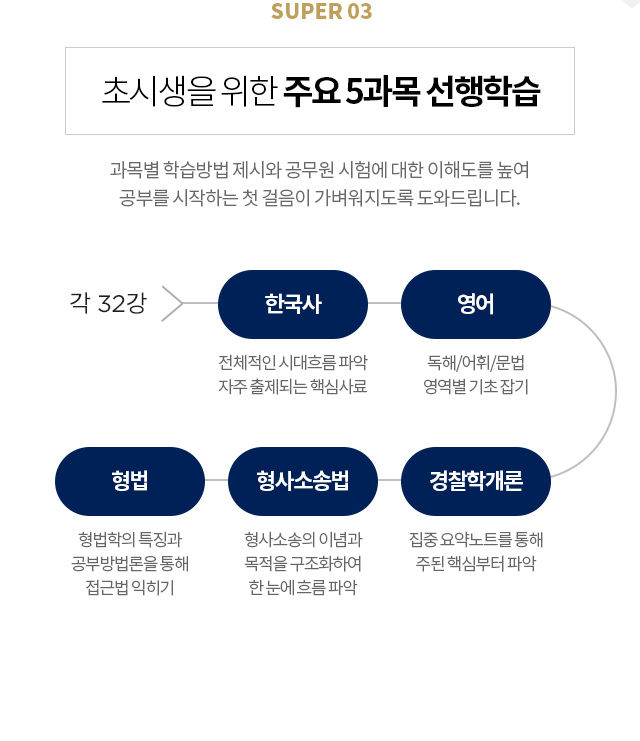 SUPER 03
초시생을 위한 주요 5과목 선행학습
과목별 학습방법 제시와 공무원 시험에 대한 이해도를 높여
공부를 시작하는 첫 걸음이 가벼워지도록 도와드립니다.
각 32강
한국사
전체적인 시대흐름 파악
자주 출제되는 핵심사료
영어
독해/어휘/문법
영역별 기초 잡기
경찰학개론
집중 요약노트를 통해
주된 핵심부터 파악
형사소송법
형사소송의 이념과
목적을 구조화하여
한 눈에 흐름 파악
형법
형법학의 특징과
공부방법론을 통해
접근법 익히기